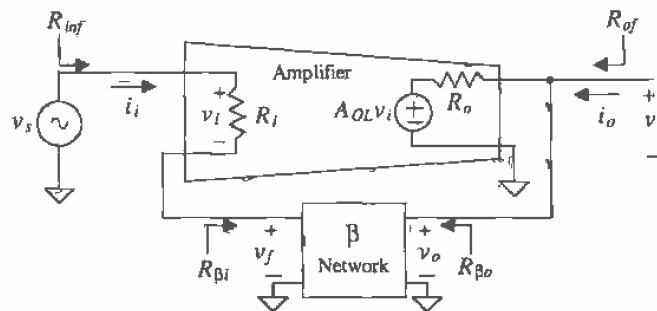 R_inf
R_of
Amplifier
+
i_i
v_i
R_i
−
v_s
A_OL v_i
R_o
i_o
v
−
+
v_f
−
R_βi
β
Network
+
v_o
−
R_βo